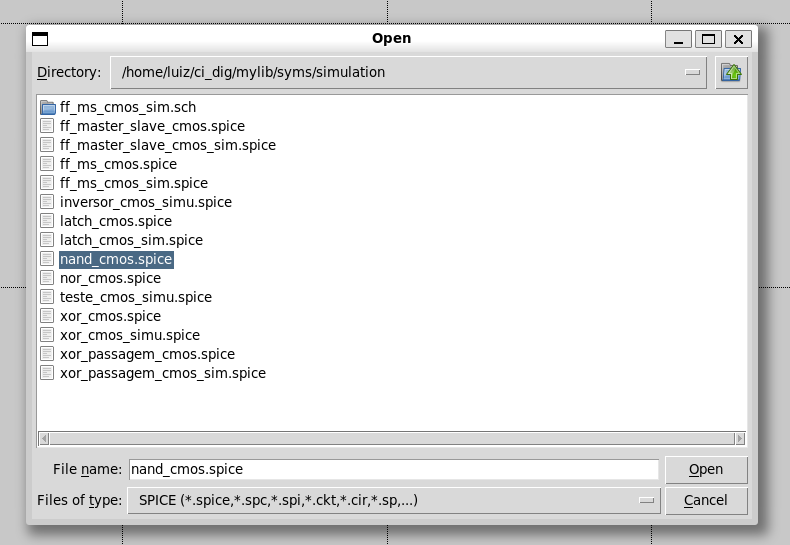 Open
Directory: /home/luiz/ci_dig/mylib/syms/simulation
ff_ms_cmos_sim.sch
ff_master_slave_cmos.spice
ff_master_slave_cmos_sim.spice
ff_ms_cmos.spice
ff_ms_cmos_sim.spice
inversor_cmos_simu.spice
latch_cmos.spice
latch_cmos_sim.spice
nand_cmos.spice
nor_cmos.spice
teste_cmos_simu.spice
xor_cmos.spice
xor_cmos_simu.spice
xor_passagem_cmos.spice
xor_passagem_cmos_sim.spice
File name: nand_cmos.spice Open
Files of type: SPICE (*.spice,*.spc,*.spi,*.ckt,*.cir,*.sp,...) Cancel